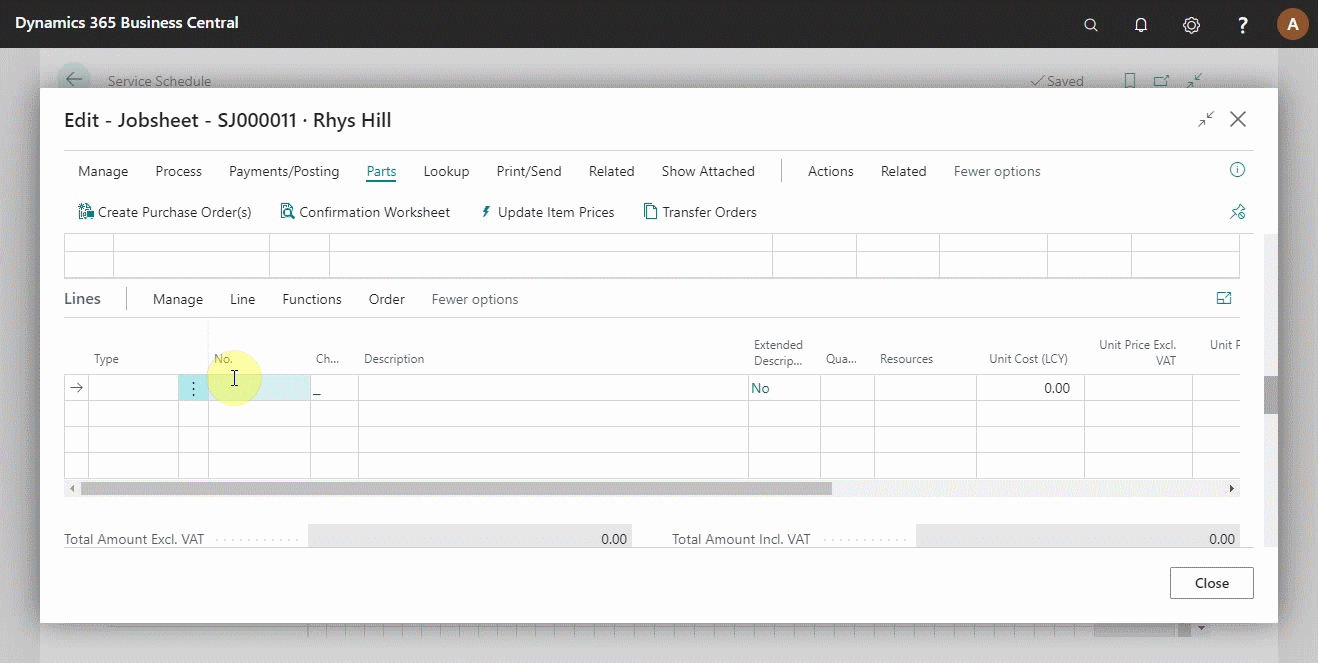 Dynamics 365 Business Central
?
A
Service Schedule
Saved
Edit - Jobsheet - SJ000011 · Rhys Hill
Manage Process Payments/Posting Parts Lookup Print/Send Related Show Attached Actions Related Fewer options
Create Purchase Order(s) Confirmation Worksheet Update Item Prices Transfer Orders
Lines Manage Line Functions Order Fewer options
Type No. Ch... Description Extended Descrip... Qua... Resources Unit Cost (LCY) Unit Price Excl. VAT Unit P
_ No 0.00
Total Amount Excl. VAT 0.00 Total Amount Incl. VAT 0.00
Close